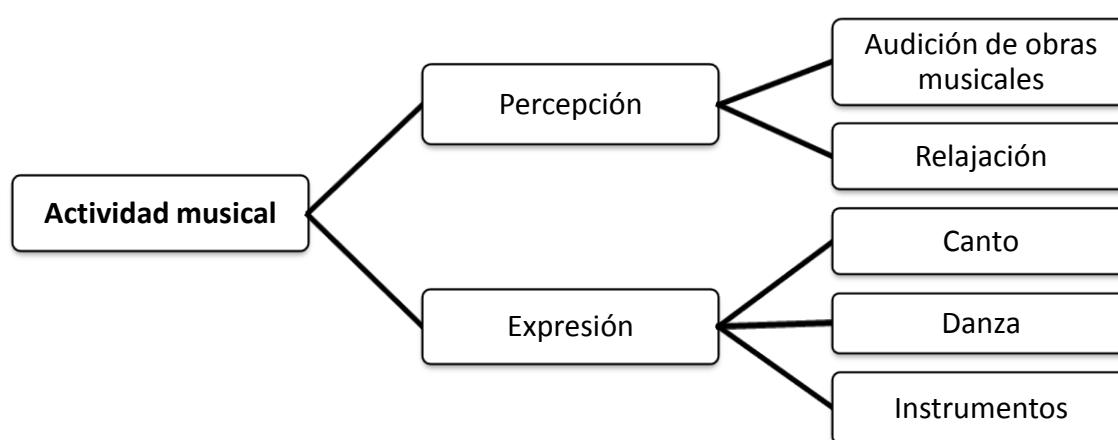 Actividad musical
Percepción
Audición de obras
musicales
Relajación
Expresión
Canto
Danza
Instrumentos